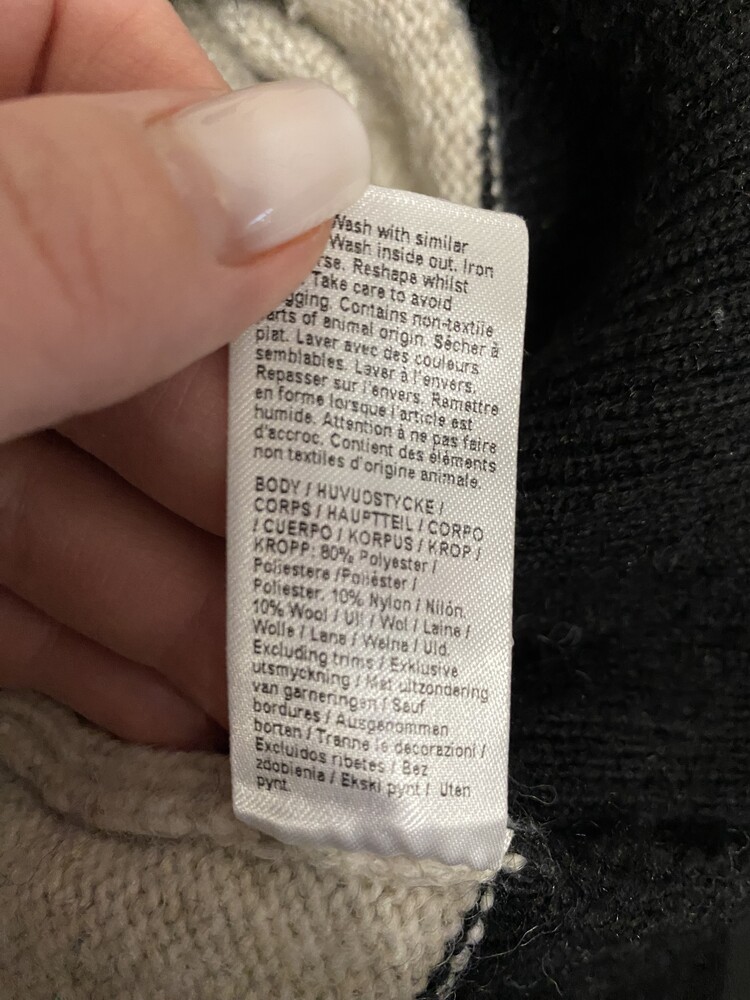 Wash with similar
Wash inside out. Iron
Reshape whilst
Take care to avoid
Contains non-textile
of animal origin. Sêcher à
plat. Laver avec des couleurs
semblables. Laver à l'envers.
Repasser sur l'envers. Remettre
en forme lorsque l'article est
humide. Attention à ne pas faire
d'accroc. Contient des éléments
non textiles d'origine animale.
BODY / HUVUDSTYCKE /
CORPS / HAUPTTEIL / CORPO
/ CUERPO / KORPUS / KROP /
KROPP: 80% Polyester /
Poliestere /Poliéster /
Poliester. 10% Nylon / Nilón.
10% Wool / Ull / Wol / Laine /
Wolle / Lana / Wełna / Uld.
Excluding trims / Exklusive
utsmyckning / Met uitzondering
van garneringen / Sauf
bordures / Ausgenommen
borten / Tranne le decorazioni /
Excluidos ribetes / Bez
zdobienia / Ekskl pynt / Uten
pynt.